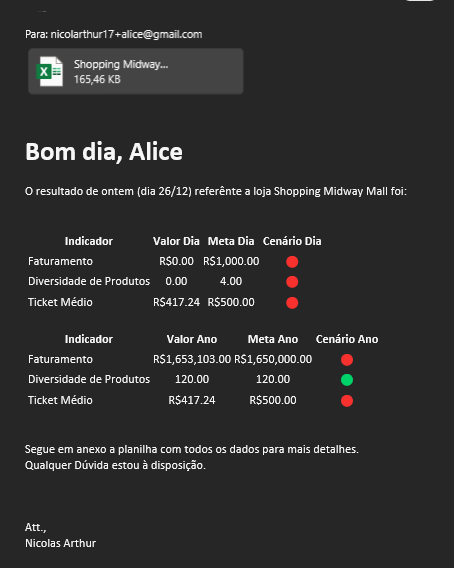 Para: nicolarthur17+alice@gmail.com
Shopping Midway...
165,46 KB
Bom dia, Alice
O resultado de ontem (dia 26/12) referênte a loja Shopping Midway Mall foi:
Indicador Valor Dia Meta Dia Cenário Dia
Faturamento R$0.00 R$1,000.00
Diversidade de Produtos 0.00 4.00
Ticket Médio R$417.24 R$500.00
Indicador Valor Ano Meta Ano Cenário Ano
Faturamento R$1,653,103.00 R$1,650,000.00
Diversidade de Produtos 120.00 120.00
Ticket Médio R$417.24 R$500.00
Segue em anexo a planilha com todos os dados para mais detalhes.
Qualquer Dúvida estou à disposição.
Att.,
Nicolas Arthur